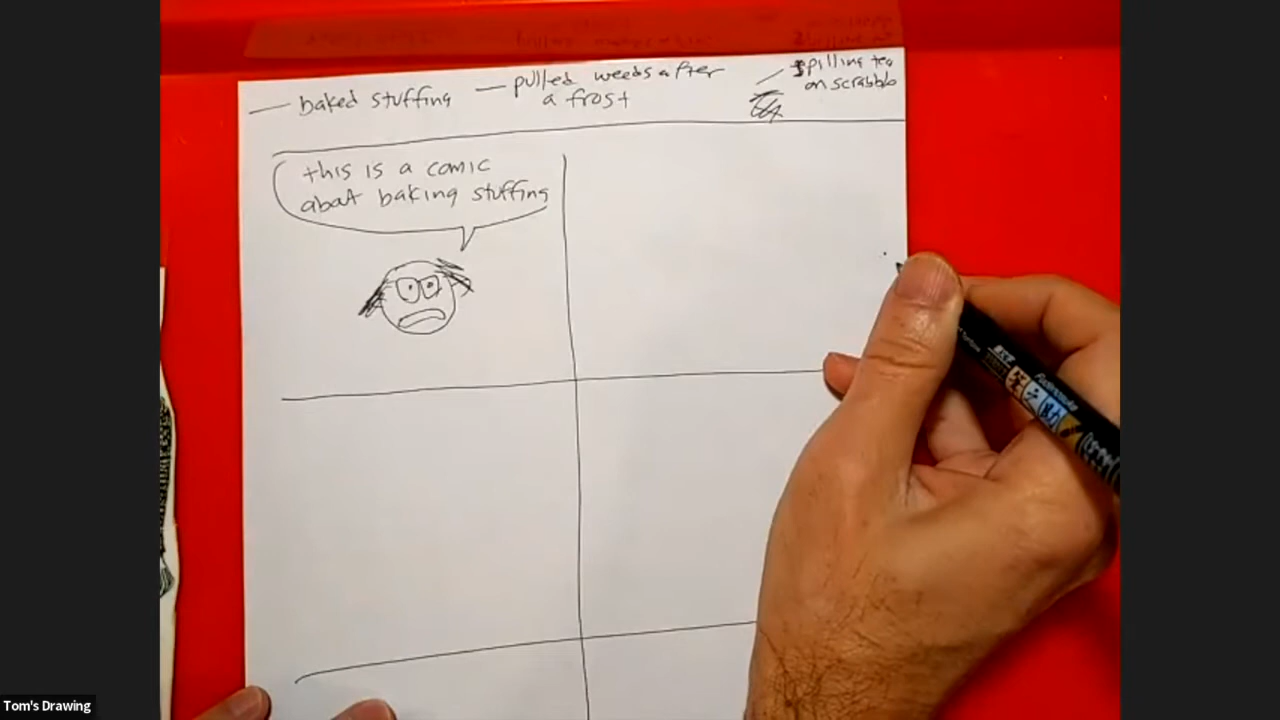 — baked stuffing
— pulled weeds after
a frost
spilling tea
on scrabble
this is a comic
about baking stuffing
Tom's Drawing